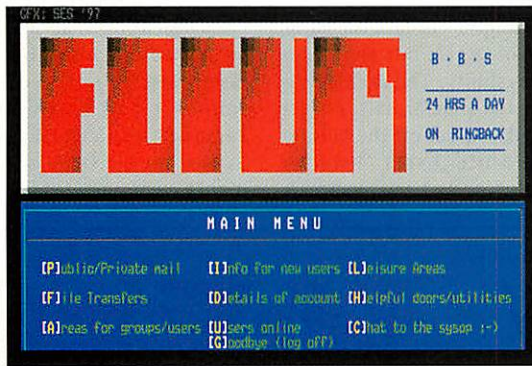 GFX: SES '97
FORUM
B · B · S
24 HRS A DAY
ON RINGBACK
MAIN MENU
[P]ublic/Private mail [I]nfo for new users [L]eisure Areas
[F]ile Transfers [D]etails of account [H]elpful doors/utilities
[A]reas for groups/users [U]sers online [C]hat to the sysop ;-)
[G]oodbye (log off)